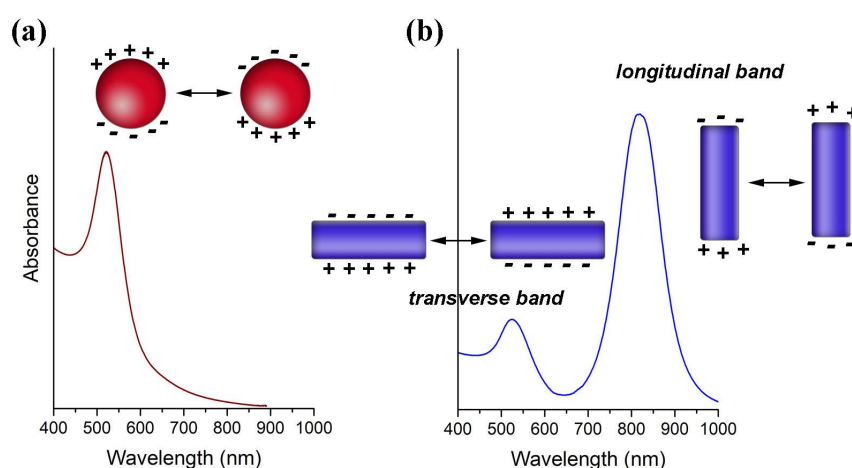 (a)
+ + + + +
- - - - -
- - - - -
+ + + + +
Absorbance
400 500 600 700 800 900 1000
Wavelength (nm)
(b)
longitudinal band
- - -
+ + +
+ + +
- - -
- - - - -
+ + + + +
+ + + + +
- - - - -
transverse band
400 500 600 700 800 900 1000
Wavelength (nm)